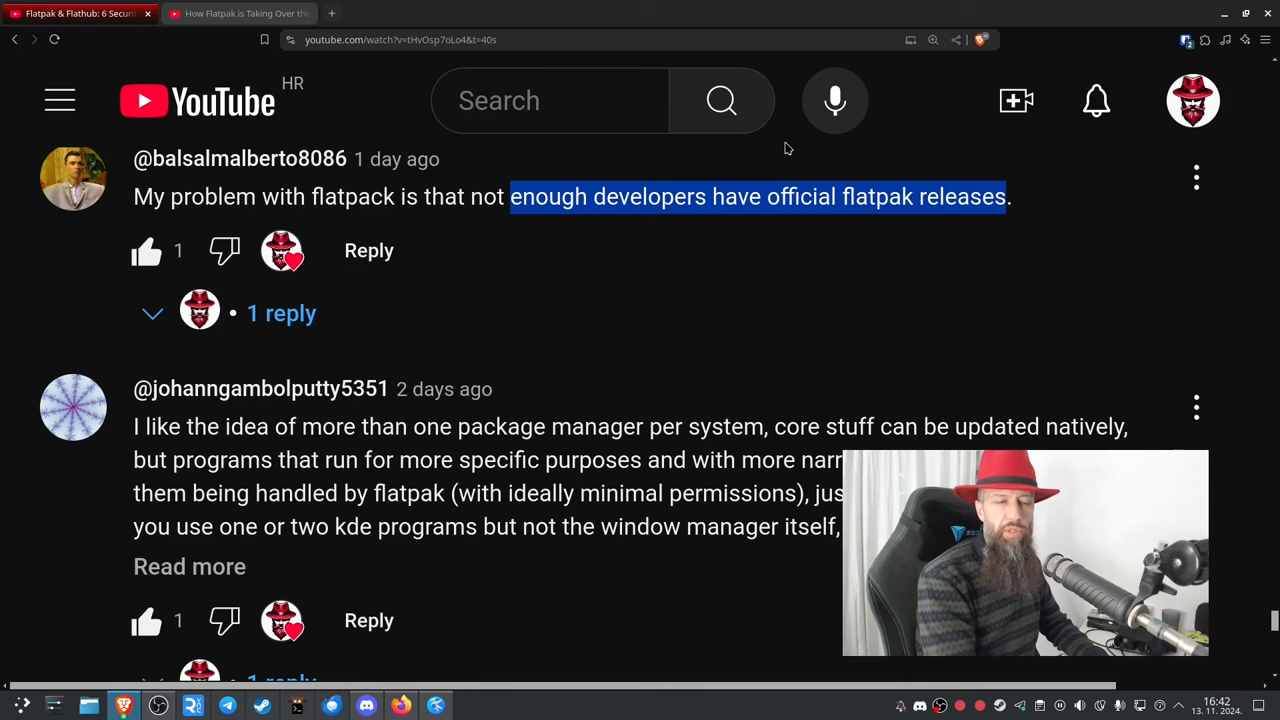 Flatpak & Flathub: 6 Securi
How Flatpak is Taking Over the
youtube.com/watch?v=tHvOsp7oLo4&t=40s
YouTube
HR
Search
@balsalmalberto8086 1 day ago
My problem with flatpack is that not enough developers have official flatpak releases.
1
Reply
1 reply
@johanngambolputty5351 2 days ago
I like the idea of more than one package manager per system, core stuff can be updated natively,
but programs that run for more specific purposes and with more narr
them being handled by flatpak (with ideally minimal permissions), jus
you use one or two kde programs but not the window manager itself,
Read more
1
Reply
1 reply
16:42
13. 11. 2024.